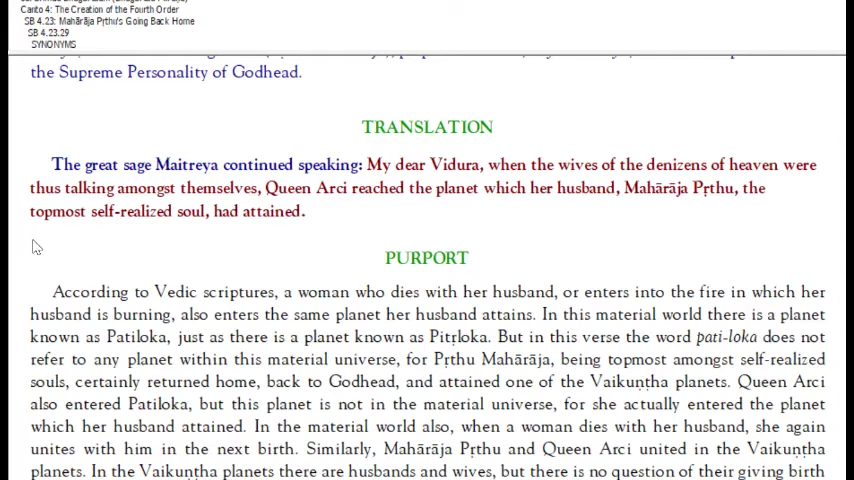 Canto 4: The Creation of the Fourth Order
SB 4.23: Mahārāja Pṛthu's Going Back Home
SB 4.23.29
SYNONYMS
the Supreme Personality of Godhead.
TRANSLATION
The great sage Maitreya continued speaking: My dear Vidura, when the wives of the denizens of heaven were
thus talking amongst themselves, Queen Arci reached the planet which her husband, Mahārāja Pṛthu, the
topmost self-realized soul, had attained.
PURPORT
According to Vedic scriptures, a woman who dies with her husband, or enters into the fire in which her
husband is burning, also enters the same planet her husband attains. In this material world there is a planet
known as Patiloka, just as there is a planet known as Pitṛloka. But in this verse the word pati-loka does not
refer to any planet within this material universe, for Pṛthu Mahārāja, being topmost amongst self-realized
souls, certainly returned home, back to Godhead, and attained one of the Vaikuṇṭha planets. Queen Arci
also entered Patiloka, but this planet is not in the material universe, for she actually entered the planet
which her husband attained. In the material world also, when a woman dies with her husband, she again
unites with him in the next birth. Similarly, Mahārāja Pṛthu and Queen Arci united in the Vaikuṇṭha
planets. In the Vaikuṇṭha planets there are husbands and wives, but there is no question of their giving birth